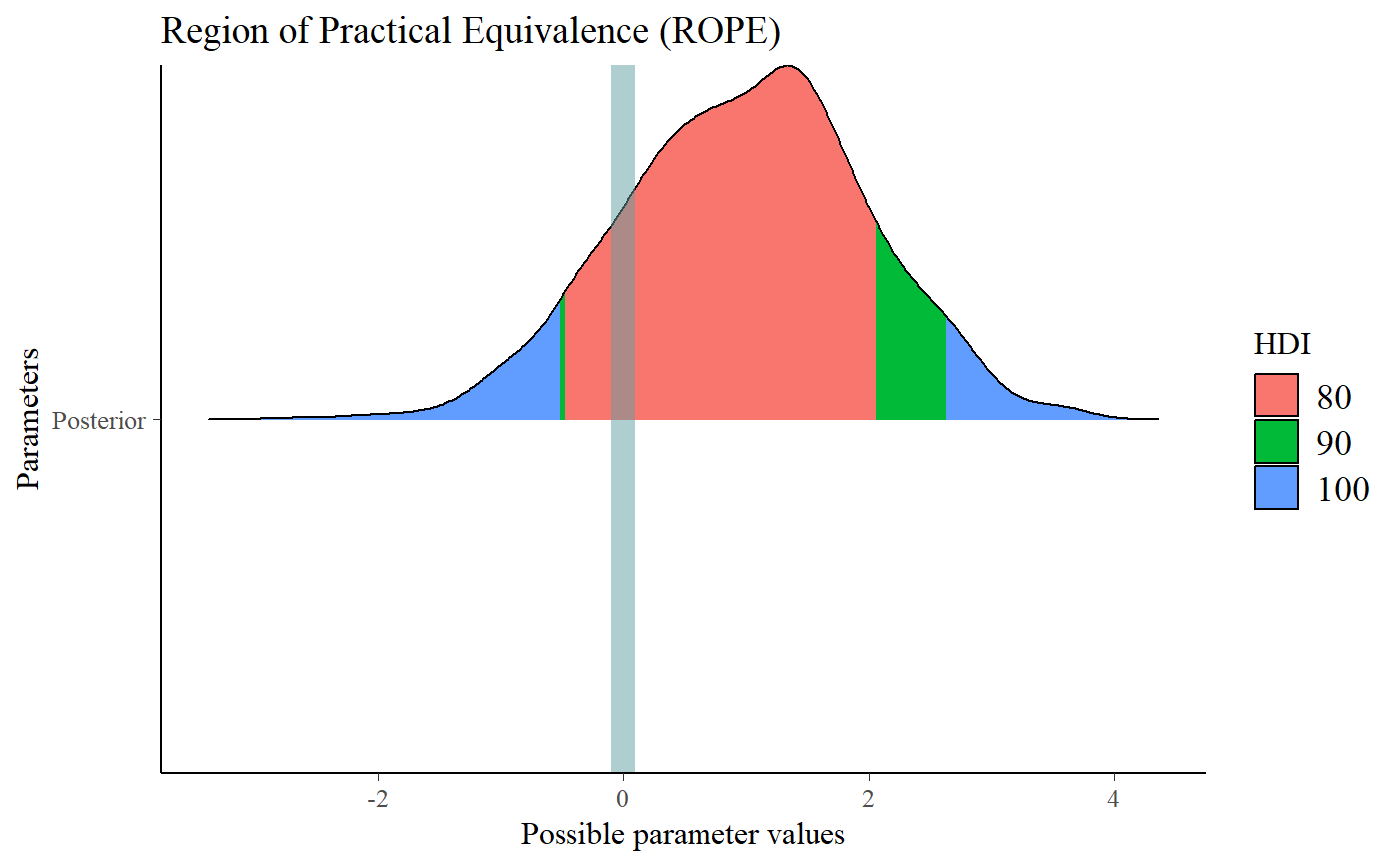 Region of Practical Equivalence (ROPE)
Parameters
Posterior
-2
0
2
4
Possible parameter values
HDI
80
90
100